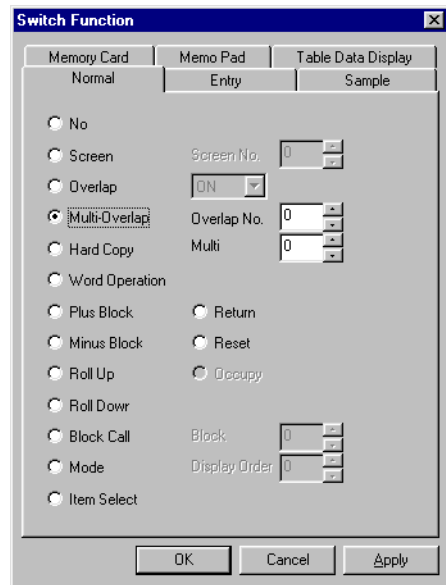 Switch Function
Memory Card Memo Pad Table Data Display
Normal Entry Sample
No
Screen Screen No. 0
Overlap ON
Multi-Overlap Overlap No. 0
Hard Copy Multi 0
Word Operation
Plus Block Return
Minus Block Reset
Roll Up Occupy
Roll Dowr
Block Call Block 0
Mode Display Order 0
Item Select
OK Cancel Apply